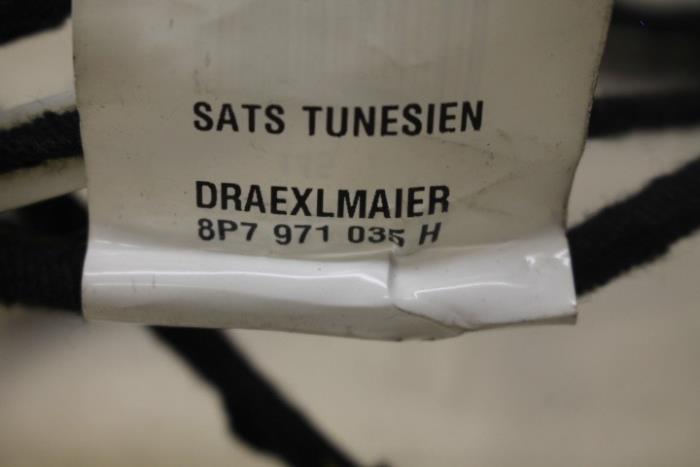 SATS TUNESIEN
DRAEXLMAIER
8P7 971 035 H